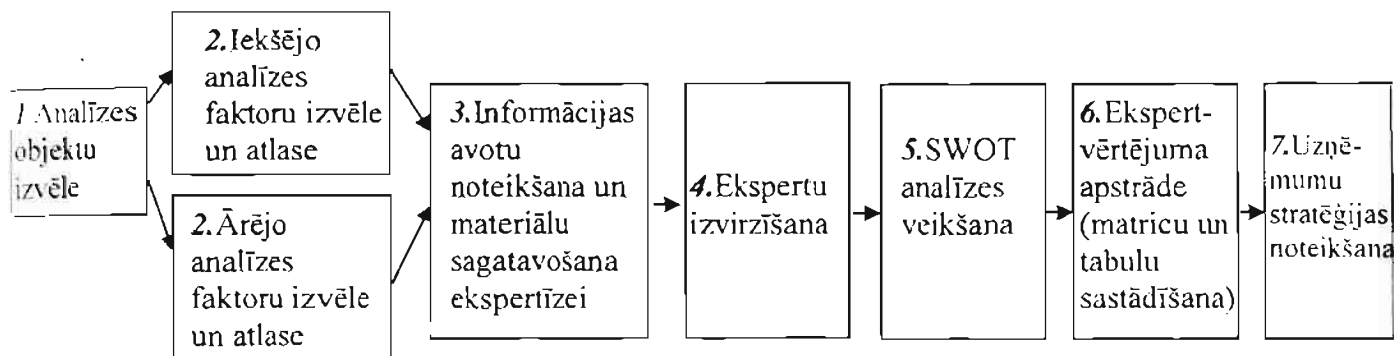 1 Analīzes
objektu
izvēle
2.Iekšējo
analīzes
faktoru izvēle
un atlase
2.Ārējo
analīzes
faktoru izvēle
un atlase
3.Informācijas
avotu
noteikšana un
materiālu
sagatavošana
ekspertīzei
4.Ekspertu
izvirzīšana
5.SWOT
analīzes
veikšana
6.Ekspert-
vērtējuma
apstrāde
(matricu un
tabulu
sastādīšana)
7.Uzņē-
mumu
stratēģijas
noteikšana